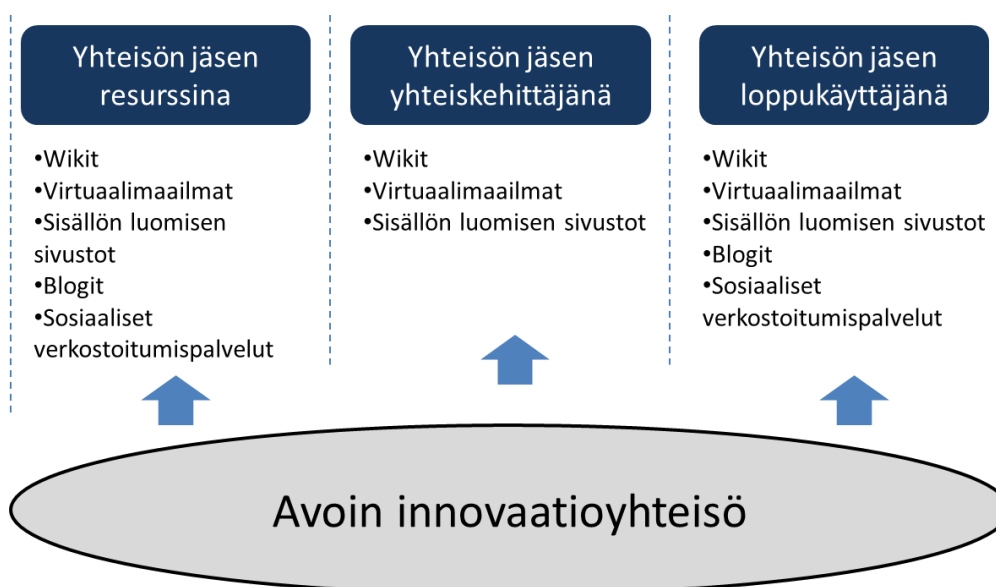 Yhteisön jäsen
resurssina
•Wikit
•Virtuaalimaailmat
•Sisällön luomisen
sivustot
•Blogit
•Sosiaaliset
verkostoitumispalvelut
Yhteisön jäsen
yhteiskehittäjänä
•Wikit
•Virtuaalimaailmat
•Sisällön luomisen sivustot
Yhteisön jäsen
loppukäyttäjänä
•Wikit
•Virtuaalimaailmat
•Sisällön luomisen sivustot
•Blogit
•Sosiaaliset
verkostoitumispalvelut
Avoin innovaatioyhteisö